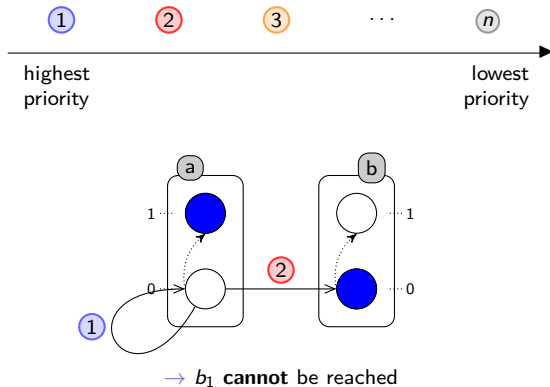 1 2 3 ··· n
highest priority
lowest priority
a b
1 1
2
0 0
1
→ b₁ cannot be reached